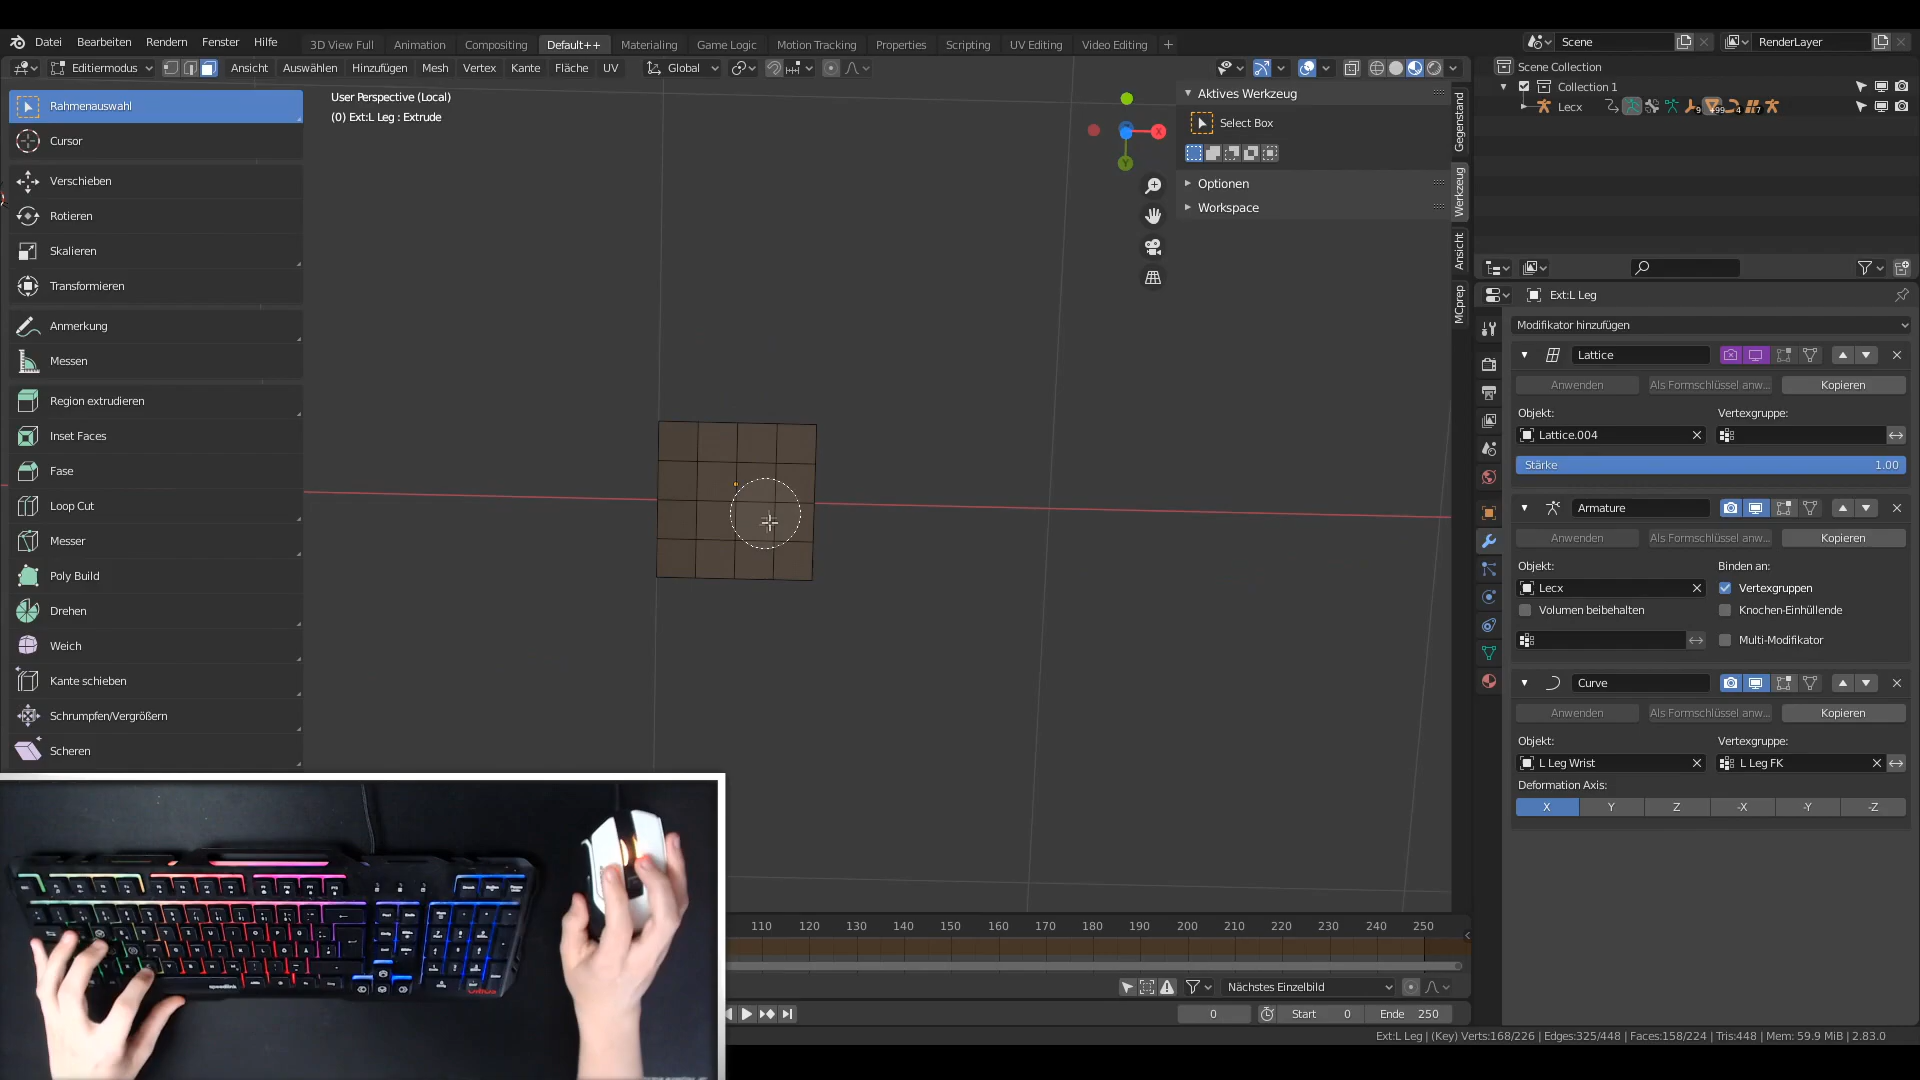 Datei Bearbeiten Rendern Fenster Hilfe 3D View Full Animation Compositing Default++ Materialing Game Logic Motion Tracking Properties Scripting UV Editing Video Editing + Scene RenderLayer
Editiermodus Ansicht Auswählen Hinzufügen Mesh Vertex Kante Fläche UV Global
Scene Collection
Collection 1
Lecx
Rahmenauswahl
Cursor
Verschieben
Rotieren
Skalieren
Transformieren
Anmerkung
Messen
Region extrudieren
Inset Faces
Fase
Loop Cut
Messer
Poly Build
Drehen
Weich
Kante schieben
Schrumpfen/Vergrößern
Scheren
User Perspective (Local)
(0) Ext:L Leg : Extrude
X
Y
Aktives Werkzeug
Select Box
Optionen
Workspace
Gegenstand
Werkzeug
Ansicht
MCprep
Ext:L Leg
Modifikator hinzufügen
Lattice
Anwenden Als Formschlüssel anw... Kopieren
Objekt: Vertexgruppe:
Lattice.004
Stärke 1.00
Armature
Anwenden Als Formschlüssel anw... Kopieren
Objekt: Binden an:
Lecx Vertexgruppen
Volumen beibehalten Knochen-Einhüllende
Multi-Modifikator
Curve
Anwenden Als Formschlüssel anw... Kopieren
Objekt: Vertexgruppe:
L Leg Wrist L Leg FK
Deformation Axis:
X Y Z -X -Y -Z
110 120 130 140 150 160 170 180 190 200 210 220 230 240 250
Nächstes Einzelbild
0 Start 0 Ende 250
Ext:L Leg | (Key) Verts:168/226 | Edges:325/448 | Faces:158/224 | Tris:448 | Mem: 59.9 MiB | 2.83.0
speedlink